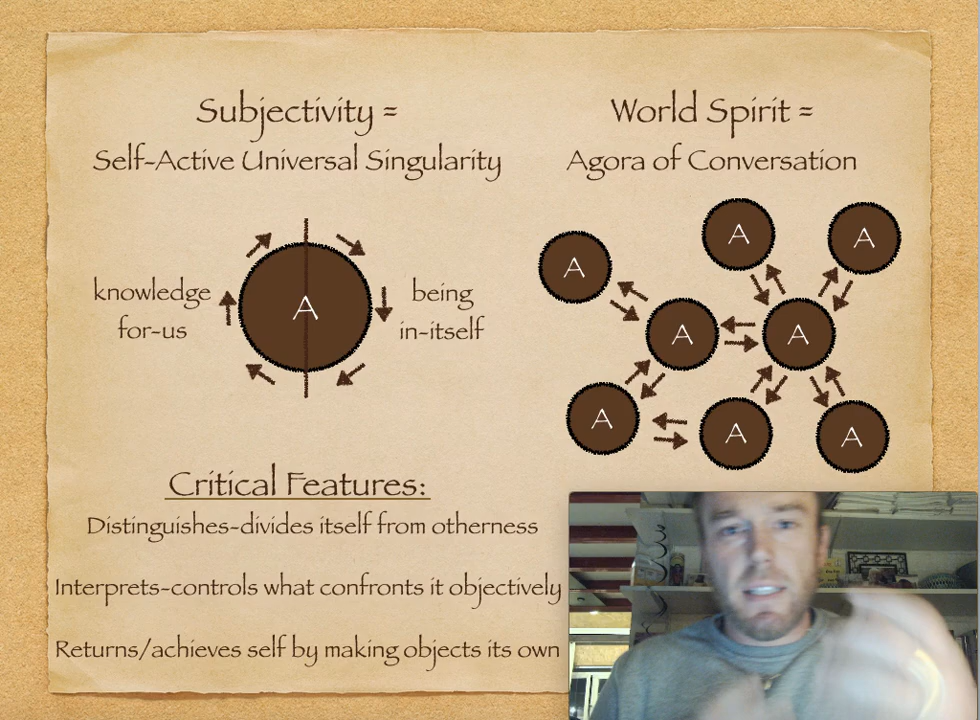 Subjectivity =
Self-Active Universal Singularity
knowledge
for-us
A
being
in-itself
World Spirit =
Agora of Conversation
A
A
A
A
A
A
A
A
Critical Features:
Distinguishes-divides itself from otherness
Interprets-controls what confronts it objectively
Returns/achieves self by making objects its own